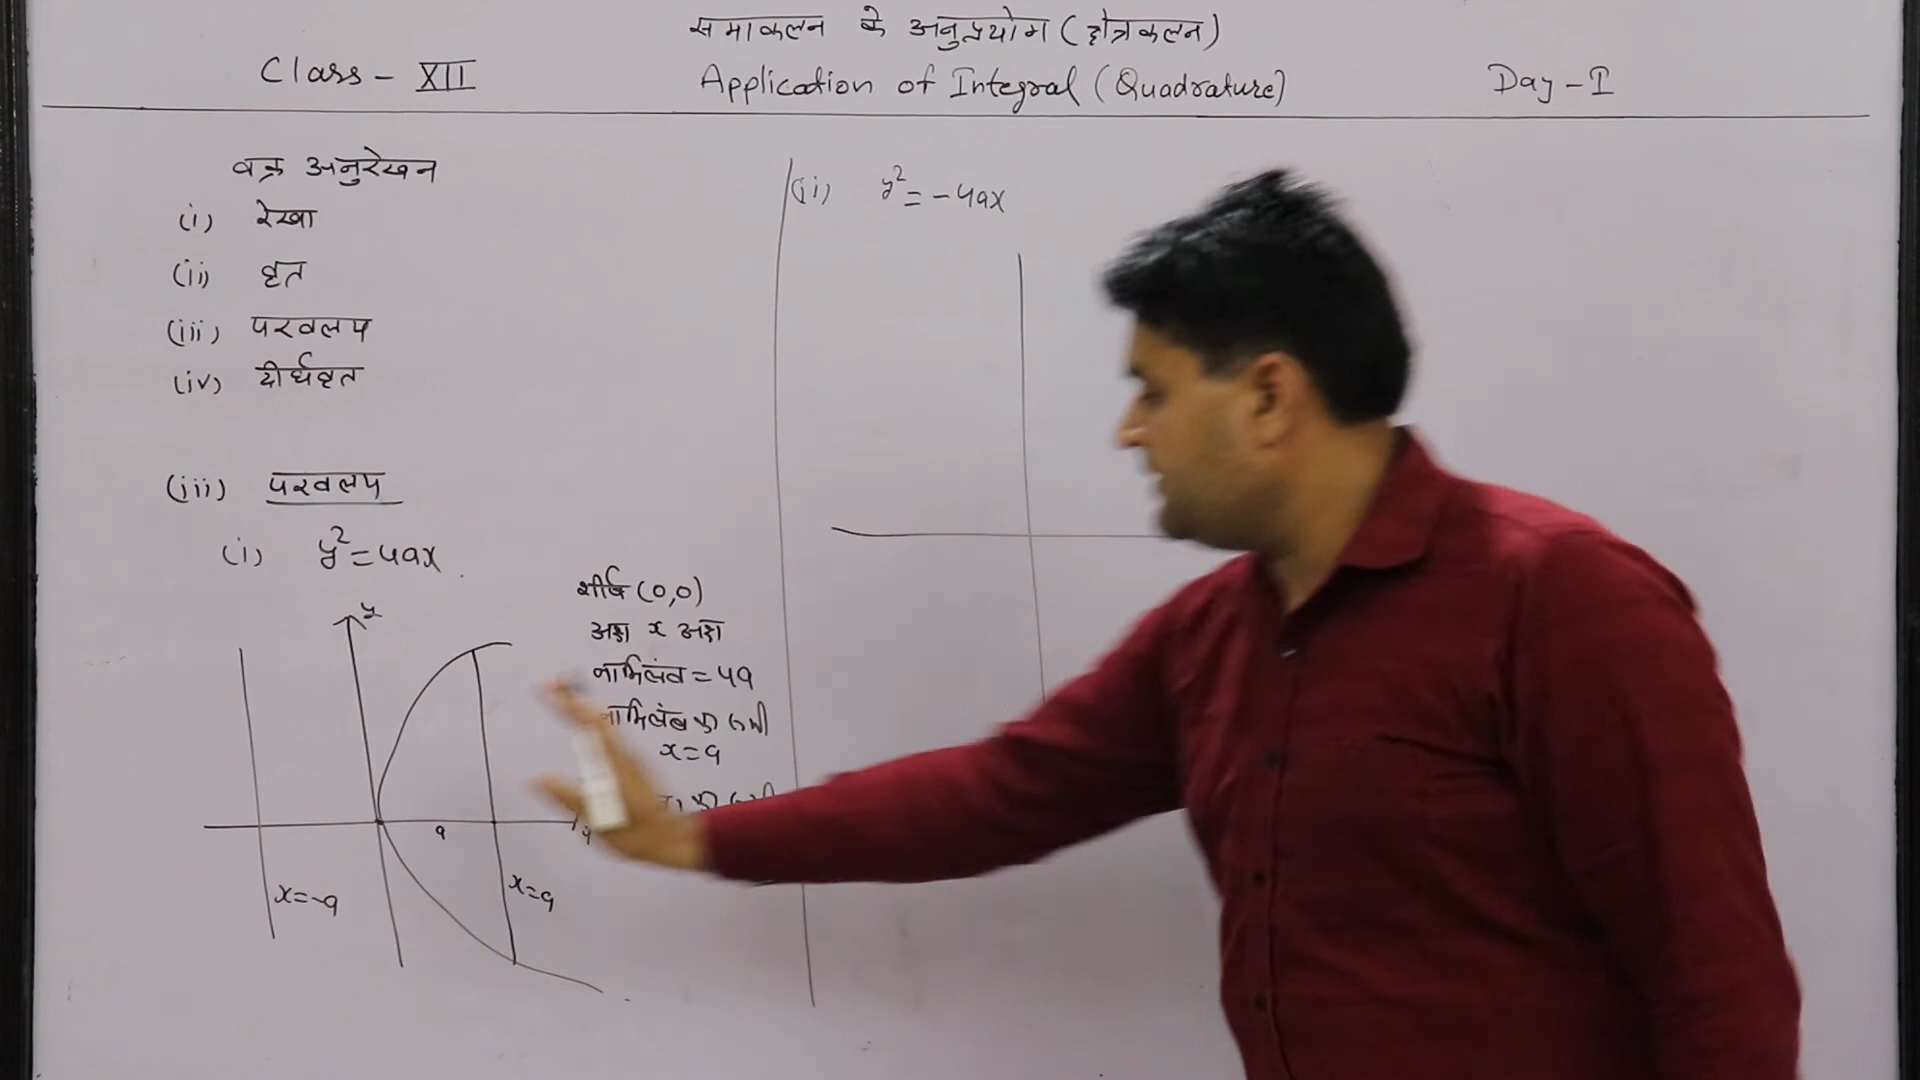 समाकलन के अनुप्रयोग (क्षेत्रकलन)
Class - XII
Application of Integral (Quadrature)
Day - I
वक्र अनुरेखन
(i) रेखा
(ii) वृत
(iii) परवलय
(iv) दीर्घवृत
(iii) परवलय
(i) y² = 4ax
y
a
x=-a
x=a
शीर्ष (0,0)
अक्ष x अक्ष
नाभिलंब = 4a
नाभिलंब की
x=a
की
(ii) y² = -4ax